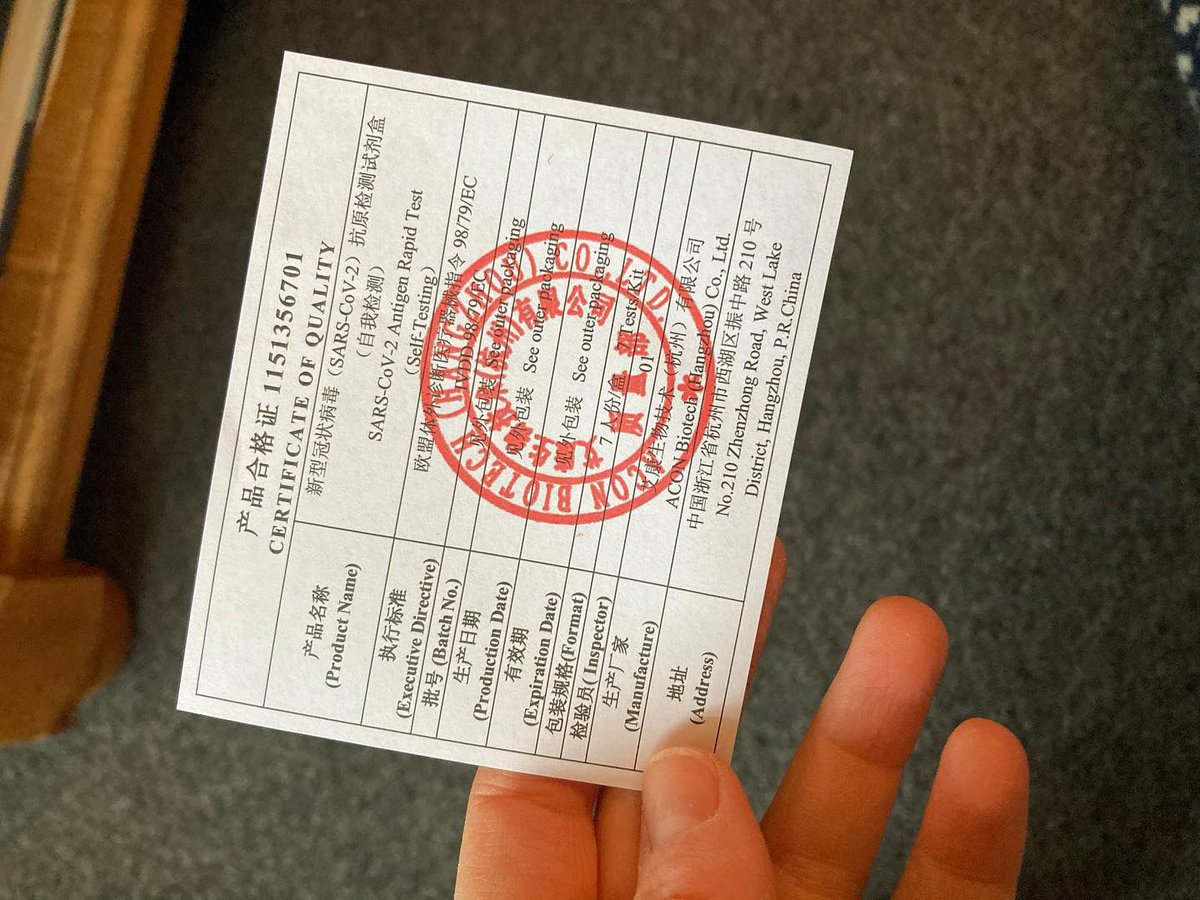 产品合格证 1151356701
CERTIFICATE OF QUALITY
产品名称
(Product Name)
新型冠状病毒（SARS-CoV-2）抗原检测试剂盒
（自我检测）
SARS-CoV-2 Antigen Rapid Test
(Self-Testing)
执行标准
(Executive Directive)
欧盟体外诊断医疗器械指令 98/79/EC
IVDD 98/79/EC
批号 (Batch No.)
见外包装 See outer packaging
生产日期
(Production Date)
见外包装 See outer packaging
有效期
(Expiration Date)
见外包装 See outer packaging
包装规格(Format)
7 人份/盒 7 Tests/Kit
检验员( Inspector)
01
生产厂家
(Manufacture)
艾康生物技术（杭州）有限公司
ACON Biotech (Hangzhou) Co., Ltd.
地址
(Address)
中国浙江省杭州市西湖区振中路 210 号
No.210 Zhenzhong Road, West Lake
District, Hangzhou, P.R.China
ACON BIOTECH (HANGZHOU) CO.,LTD.